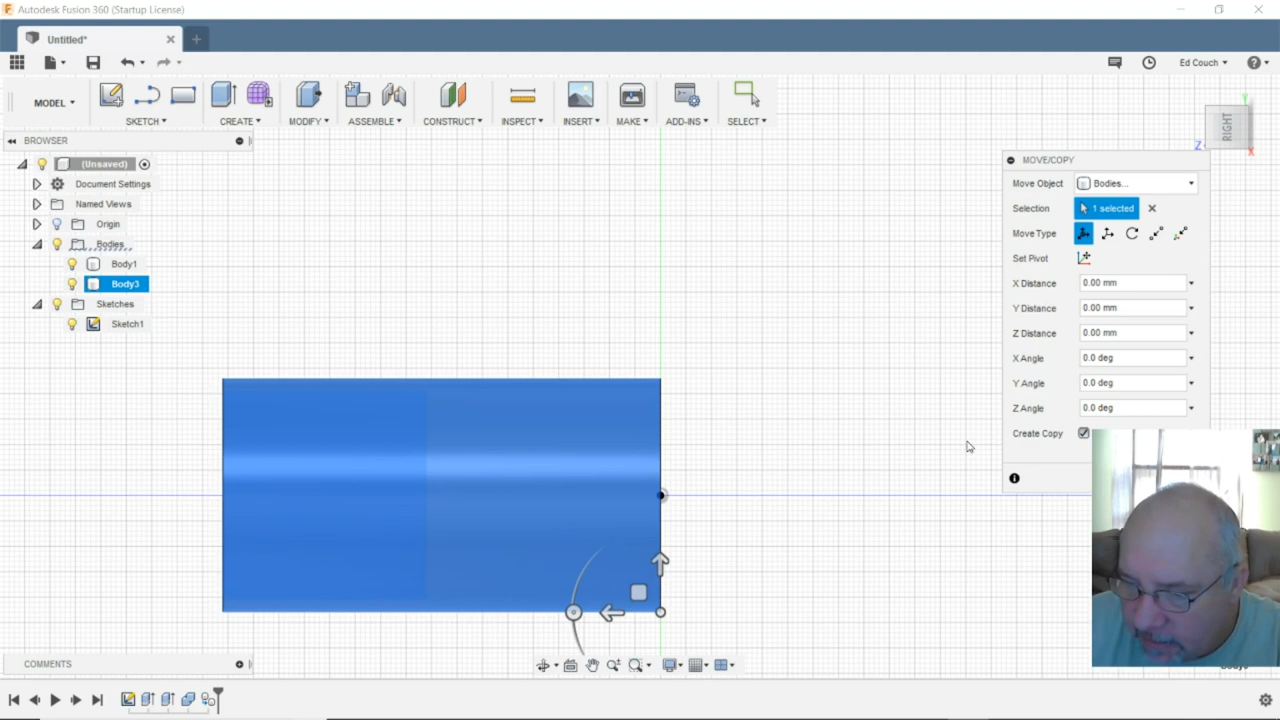 Autodesk Fusion 360 (Startup License)
Untitled*
Ed Couch
MODEL
SKETCH
CREATE
MODIFY
ASSEMBLE
CONSTRUCT
INSPECT
INSERT
MAKE
ADD-INS
SELECT
BROWSER
(Unsaved)
Document Settings
Named Views
Origin
Bodies
Body1
Body3
Sketches
Sketch1
RIGHT
Y
Z
X
MOVE/COPY
Move Object Bodies...
Selection 1 selected
Move Type
Set Pivot
X Distance 0.00 mm
Y Distance 0.00 mm
Z Distance 0.00 mm
X Angle 0.0 deg
Y Angle 0.0 deg
Z Angle 0.0 deg
Create Copy
COMMENTS